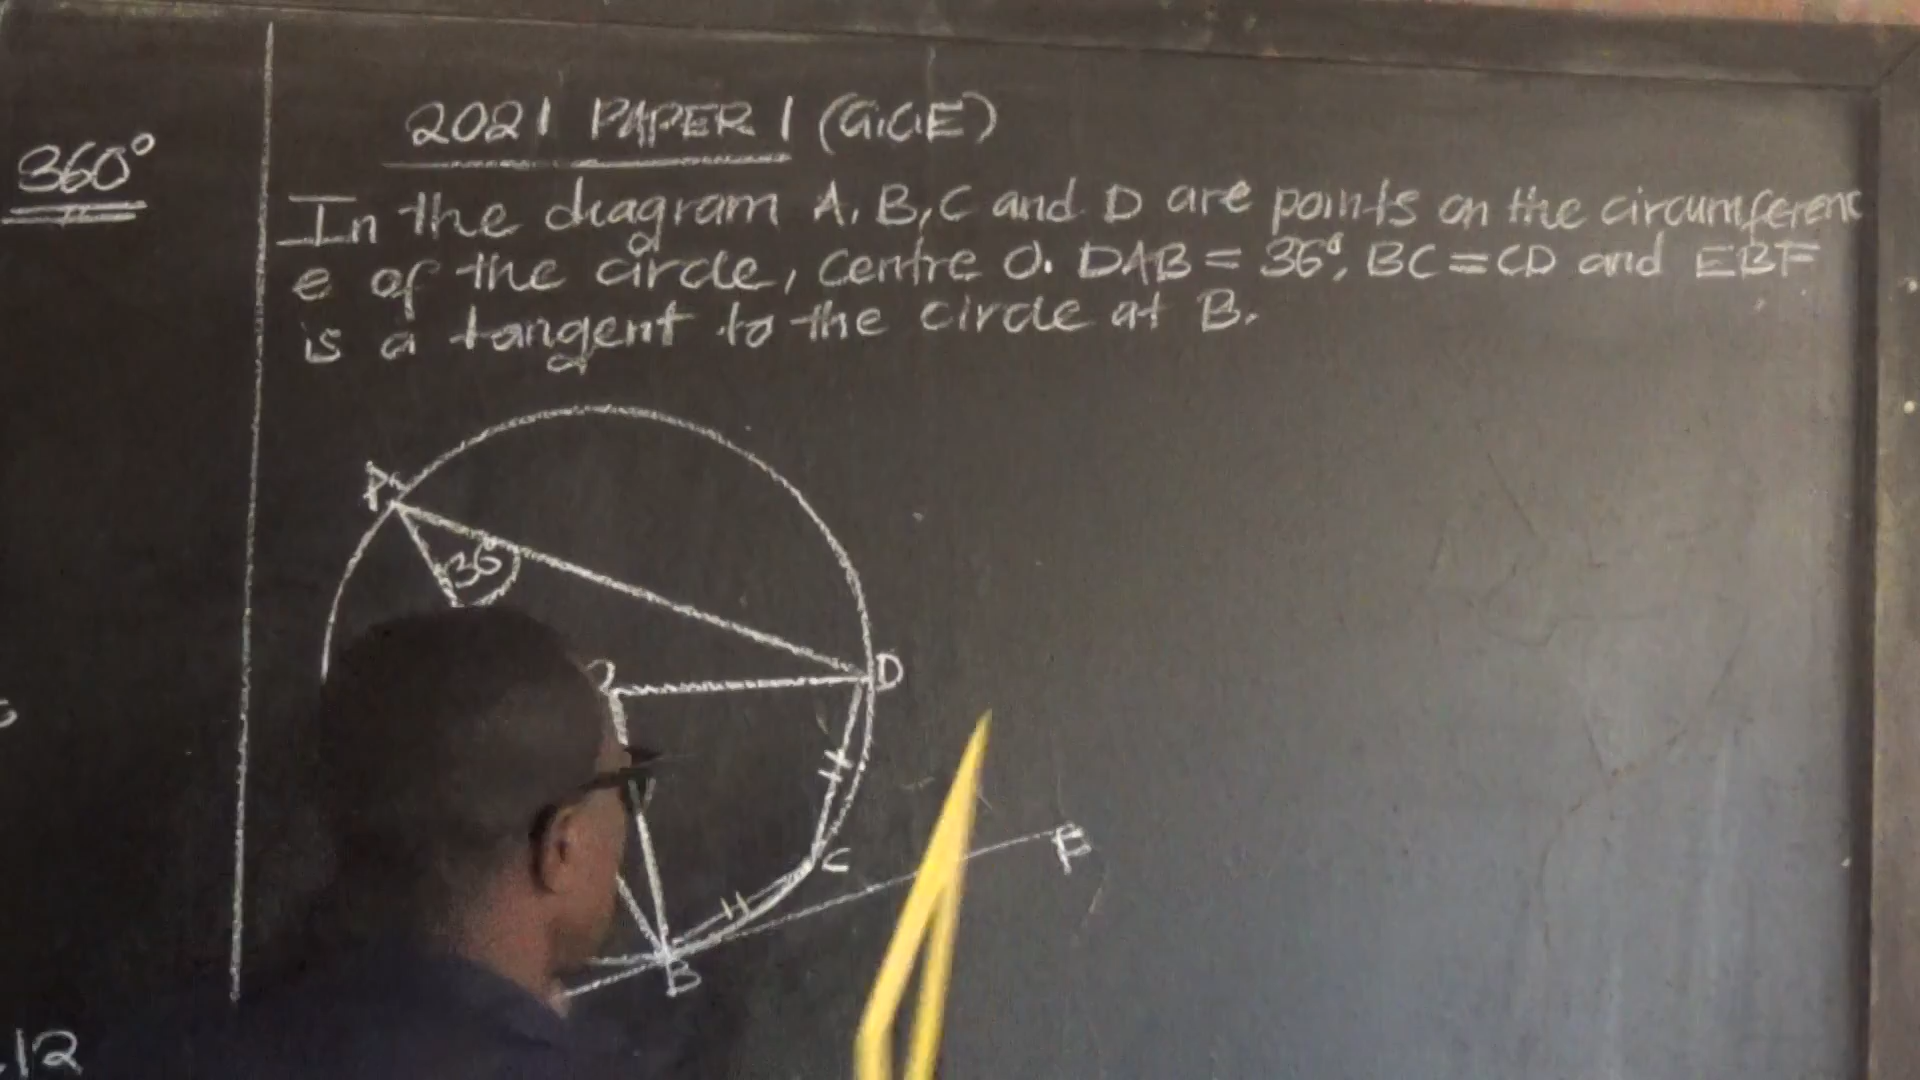 360°
2021 PAPER 1 (G.C.E)
In the diagram A, B, C and D are points on the circumferenc
e of the circle, centre O. DAB = 36°, BC = CD and EBF
is a tangent to the circle at B.
A
36°
D
C
F
B
.12